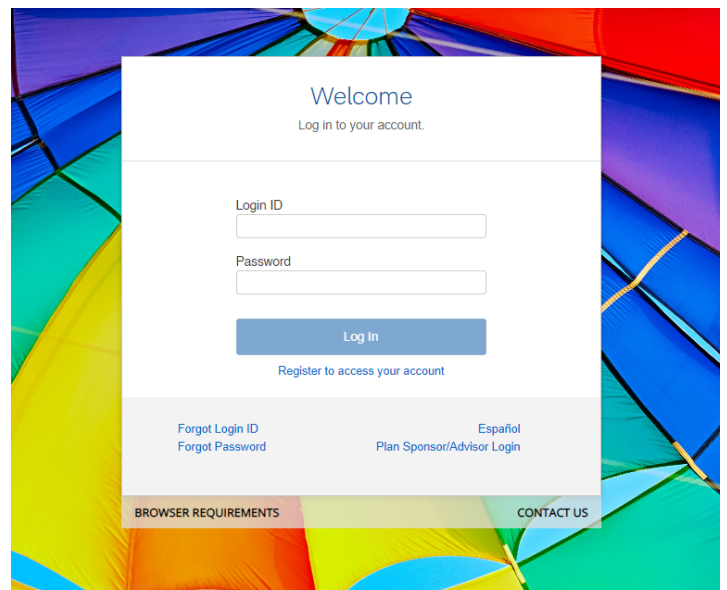 Welcome
Log in to your account.
Login ID
Password
Log In
Register to access your account
Forgot Login ID
Español
Forgot Password
Plan Sponsor/Advisor Login
BROWSER REQUIREMENTS
CONTACT US